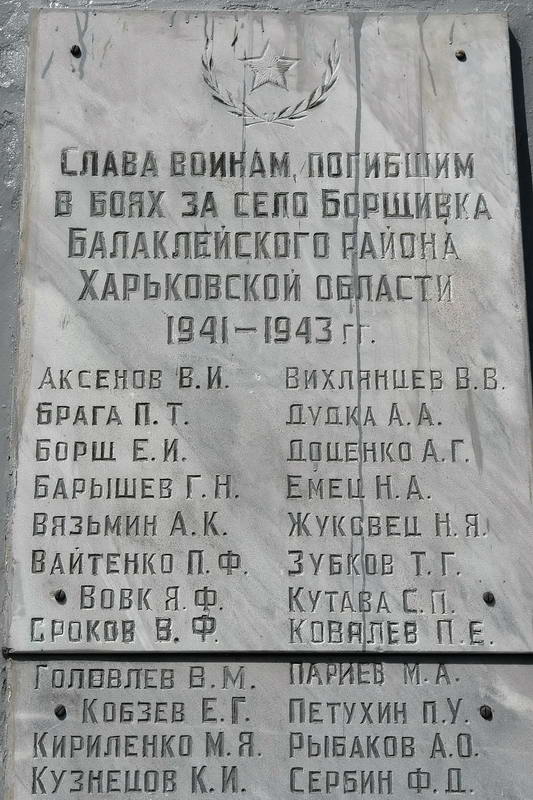 Слава воинам, погибшим
в боях за село Борщивка
Балаклейского района
Харьковской области
1941–1943 гг.
Аксенов В.И.
Брага П.Т.
Борщ Е.И.
Барышев Г.Н.
Вязьмин А.К.
Вайтенко П.Ф.
Вовк Я.Ф.
Сроков В.Ф.
Вихлянцев В.В.
Дудка А.А.
Доценко А.Г.
Емец Н.А.
Жуковец Н.Я.
Зубков Т.Г.
Кутава С.П.
Ковалев П.Е.
Головлев В.М.
Кобзев Е.Г.
Кириленко М.Я.
Кузнецов К.И.
Париев М.А.
Петухин П.У.
Рыбаков А.О.
Сербин Ф.Д.